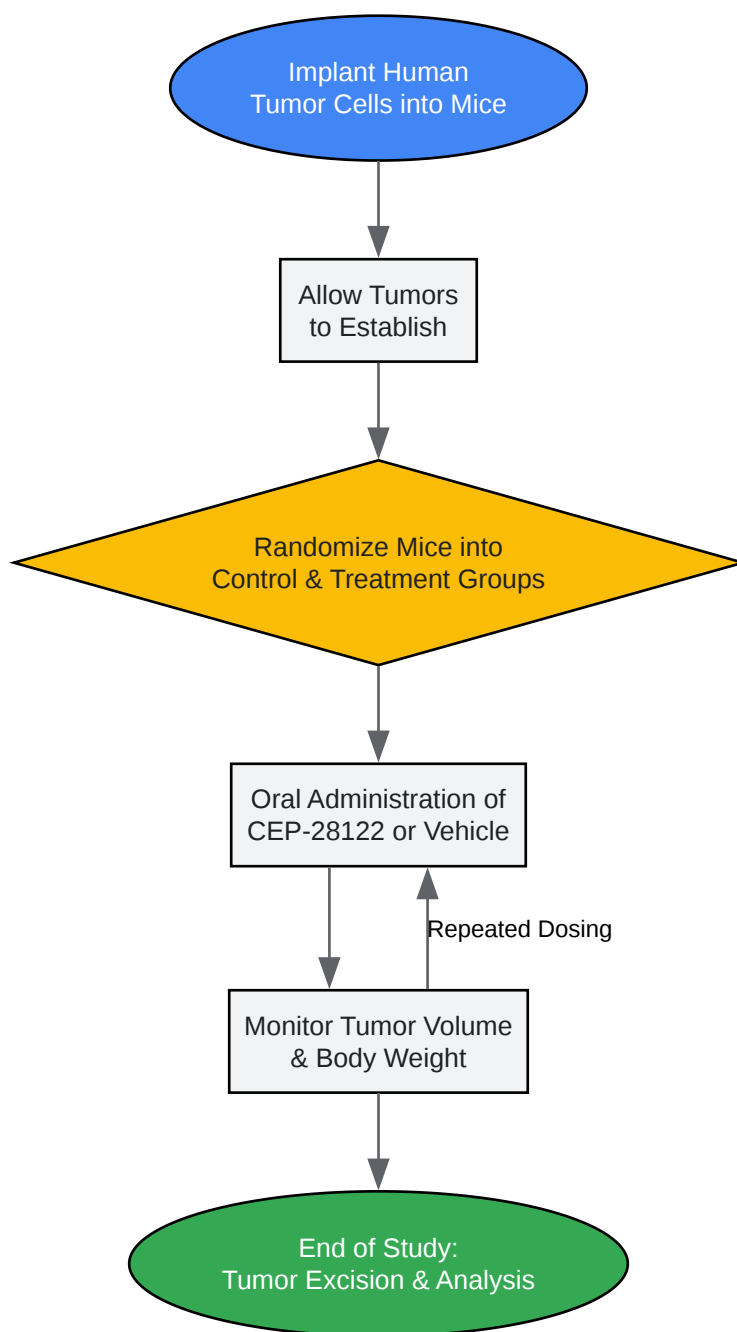 Implant Human
Tumor Cells into Mice
Allow Tumors
to Establish
Randomize Mice into
Control & Treatment Groups
Oral Administration of
CEP-28122 or Vehicle
Repeated Dosing
Monitor Tumor Volume
& Body Weight
End of Study:
Tumor Excision & Analysis